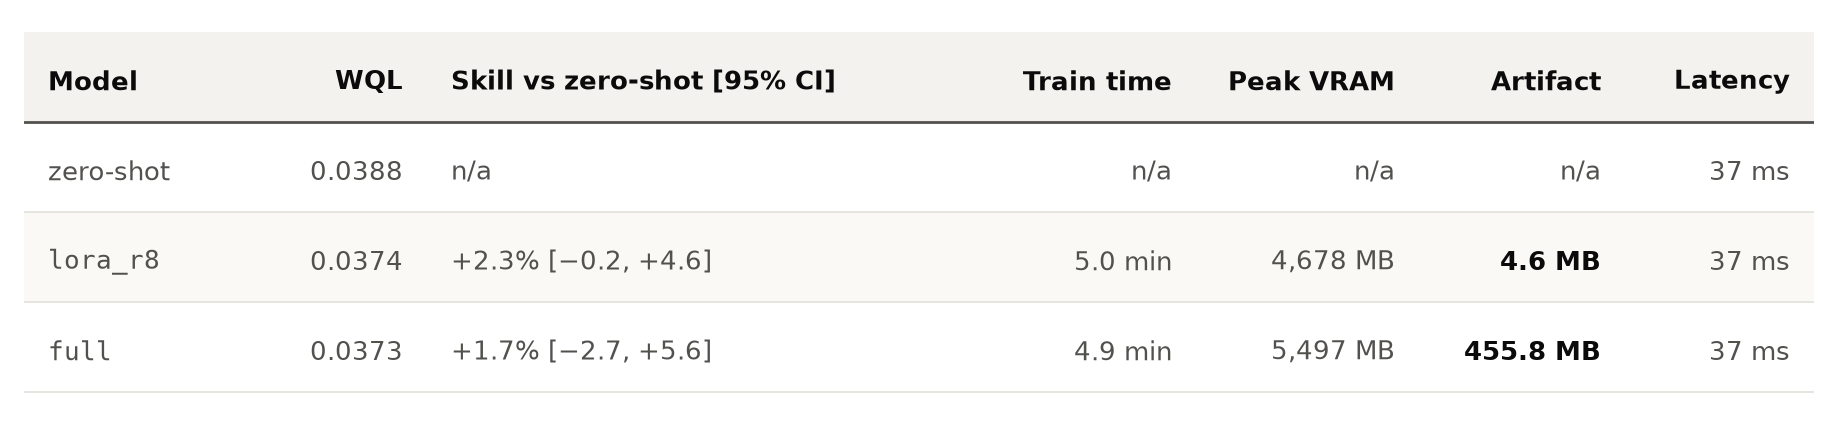 Model WQL Skill vs zero-shot [95% CI] Train time Peak VRAM Artifact Latency
zero-shot 0.0388 n/a n/a n/a n/a 37 ms
lora_r8 0.0374 +2.3% [−0.2, +4.6] 5.0 min 4,678 MB 4.6 MB 37 ms
full 0.0373 +1.7% [−2.7, +5.6] 4.9 min 5,497 MB 455.8 MB 37 ms